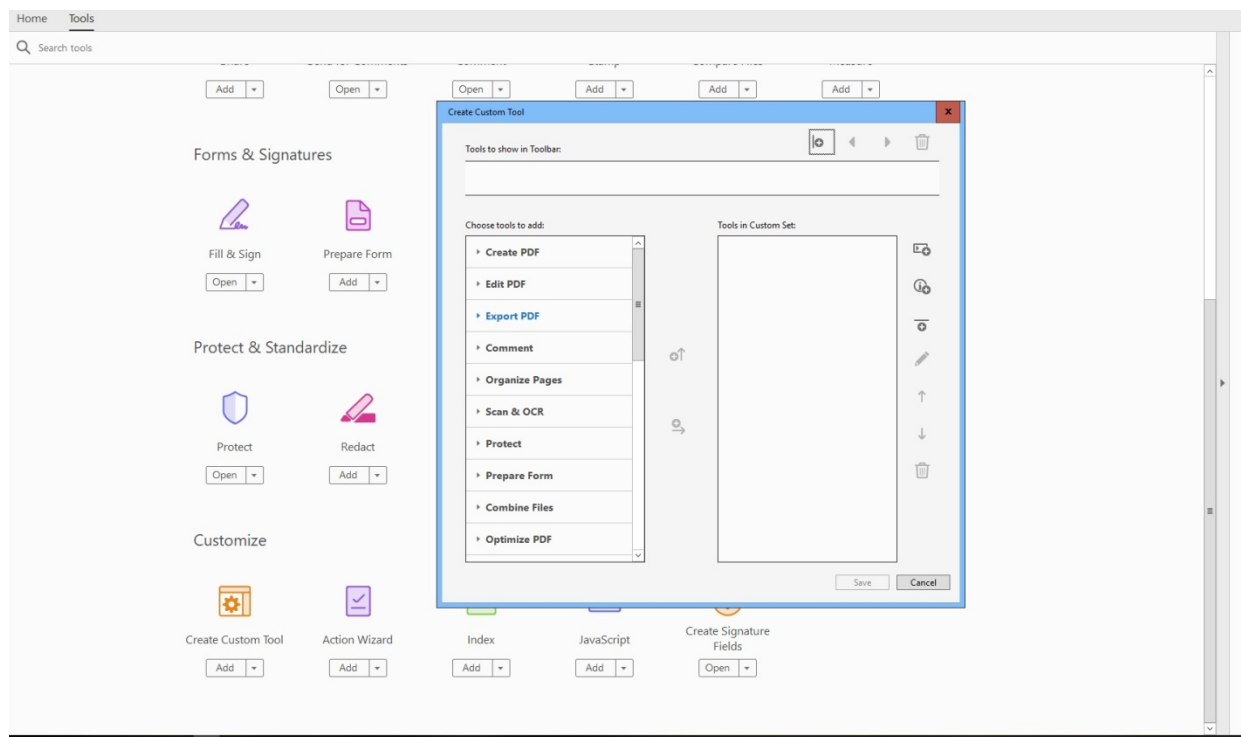 Home Tools
Search tools
Add Open Open Add Add Add
Create Custom Tool
Tools to show in Toolbar:
Forms & Signatures
Fill & Sign Prepare Form
Open Add
Choose tools to add: Tools in Custom Set:
Create PDF
Edit PDF
Export PDF
Comment
Organize Pages
Scan & OCR
Protect
Prepare Form
Combine Files
Optimize PDF
Save Cancel
Protect & Standardize
Protect Redact
Open Add
Customize
Create Custom Tool Action Wizard Index JavaScript Create Signature
Fields
Add Add Add Add Open